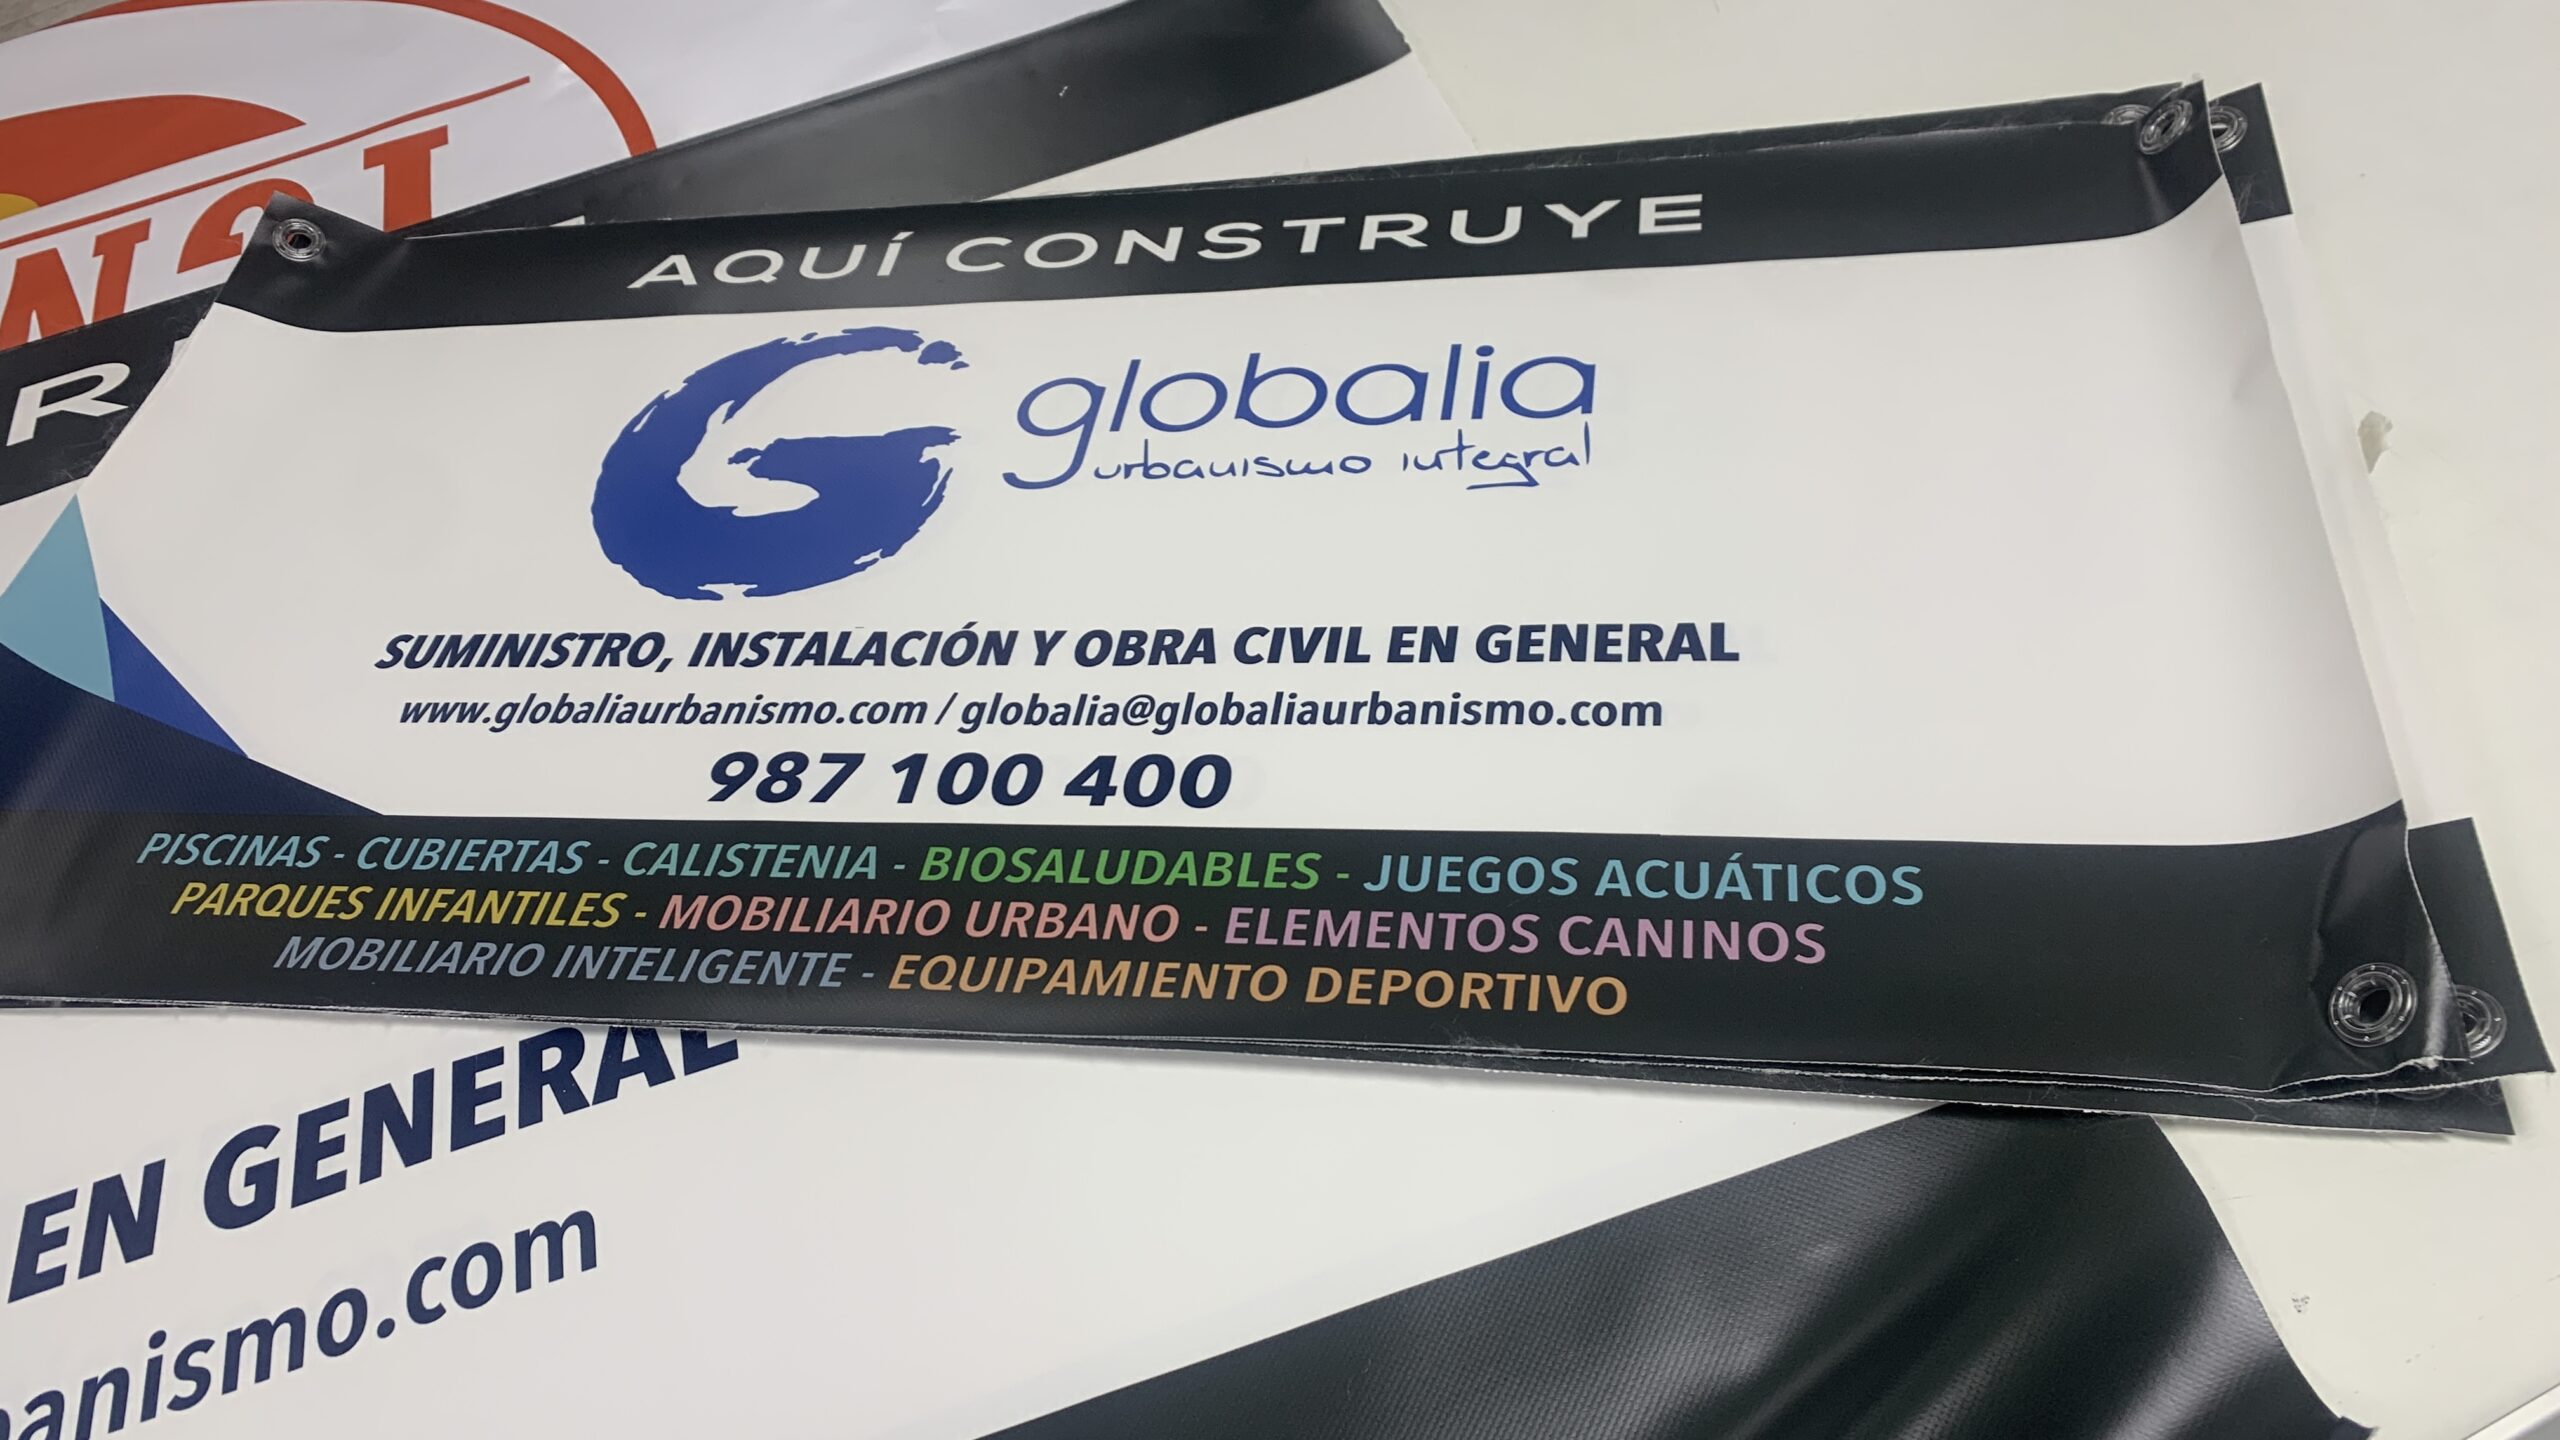 AQUÍ CONSTRUYE
globalia
urbanismo integral
SUMINISTRO, INSTALACIÓN Y OBRA CIVIL EN GENERAL
www.globaliaurbanismo.com / globalia@globaliaurbanismo.com
987 100 400
PISCINAS - CUBIERTAS - CALISTENIA - BIOSALUDABLES - JUEGOS ACUÁTICOS
PARQUES INFANTILES - MOBILIARIO URBANO - ELEMENTOS CANINOS
MOBILIARIO INTELIGENTE - EQUIPAMIENTO DEPORTIVO
EN GENERAL
anismo.com